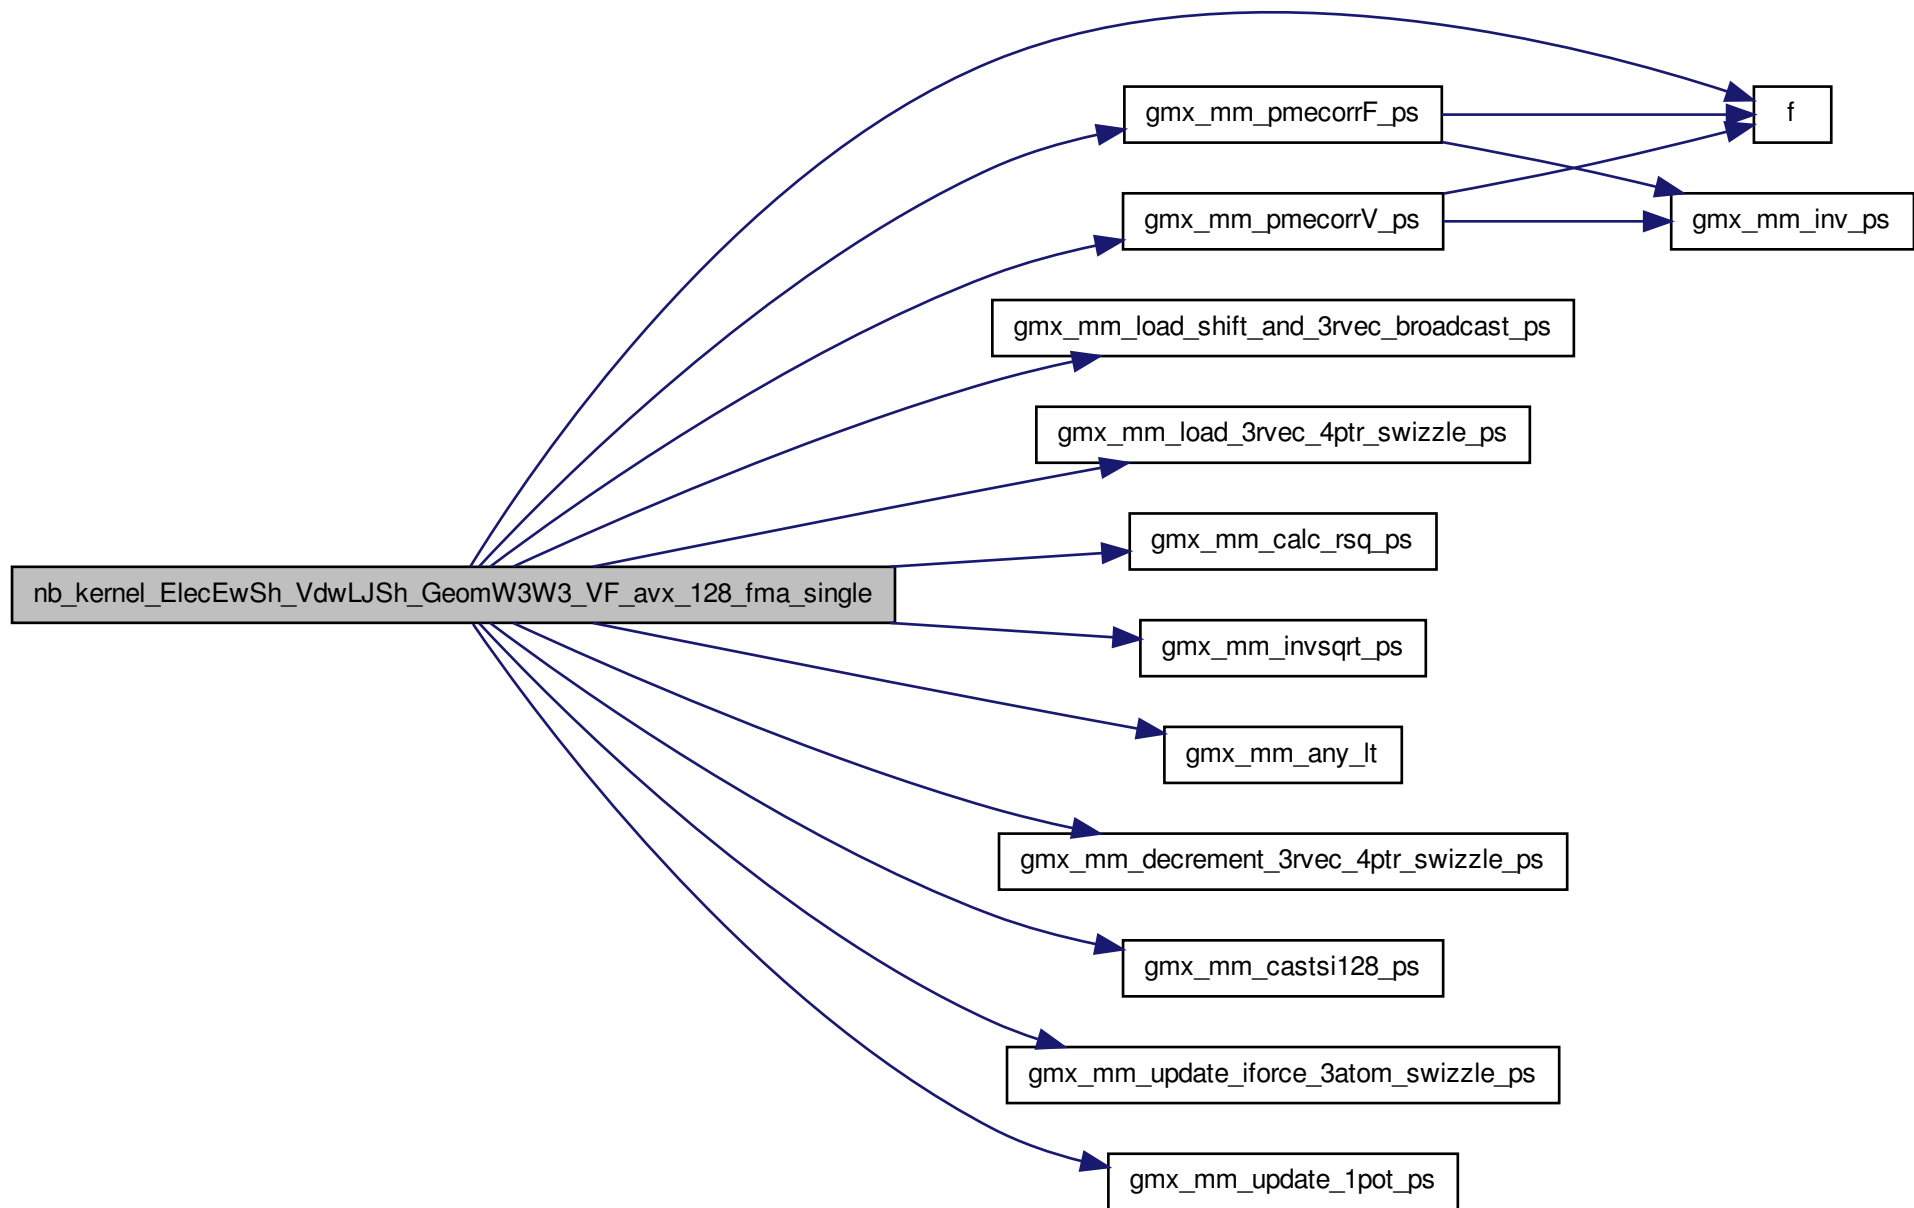 gmx_mm_pmecorrF_ps
f
gmx_mm_pmecorrV_ps
gmx_mm_inv_ps
gmx_mm_load_shift_and_3rvec_broadcast_ps
gmx_mm_load_3rvec_4ptr_swizzle_ps
gmx_mm_calc_rsq_ps
nb_kernel_ElecEwSh_VdwLJSh_GeomW3W3_VF_avx_128_fma_single
gmx_mm_invsqrt_ps
gmx_mm_any_lt
gmx_mm_decrement_3rvec_4ptr_swizzle_ps
gmx_mm_castsi128_ps
gmx_mm_update_iforce_3atom_swizzle_ps
gmx_mm_update_1pot_ps